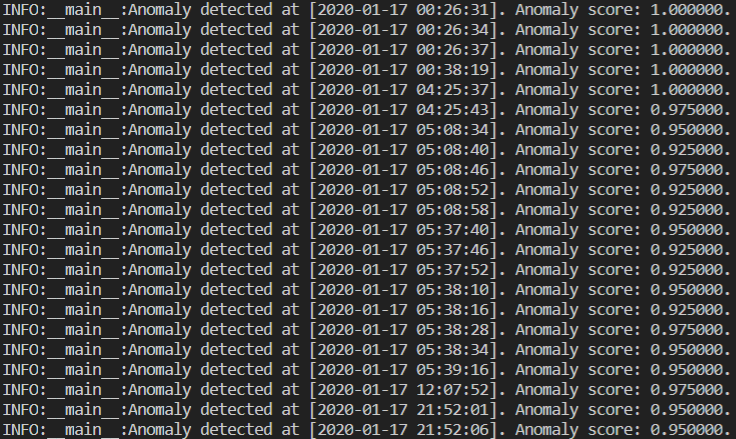 INFO:__main__:Anomaly detected at [2020-01-17 00:26:31]. Anomaly score: 1.000000.
INFO:__main__:Anomaly detected at [2020-01-17 00:26:34]. Anomaly score: 1.000000.
INFO:__main__:Anomaly detected at [2020-01-17 00:26:37]. Anomaly score: 1.000000.
INFO:__main__:Anomaly detected at [2020-01-17 00:38:19]. Anomaly score: 1.000000.
INFO:__main__:Anomaly detected at [2020-01-17 04:25:37]. Anomaly score: 1.000000.
INFO:__main__:Anomaly detected at [2020-01-17 04:25:43]. Anomaly score: 0.975000.
INFO:__main__:Anomaly detected at [2020-01-17 05:08:34]. Anomaly score: 0.950000.
INFO:__main__:Anomaly detected at [2020-01-17 05:08:40]. Anomaly score: 0.925000.
INFO:__main__:Anomaly detected at [2020-01-17 05:08:46]. Anomaly score: 0.975000.
INFO:__main__:Anomaly detected at [2020-01-17 05:08:52]. Anomaly score: 0.925000.
INFO:__main__:Anomaly detected at [2020-01-17 05:08:58]. Anomaly score: 0.925000.
INFO:__main__:Anomaly detected at [2020-01-17 05:37:40]. Anomaly score: 0.950000.
INFO:__main__:Anomaly detected at [2020-01-17 05:37:46]. Anomaly score: 0.925000.
INFO:__main__:Anomaly detected at [2020-01-17 05:37:52]. Anomaly score: 0.925000.
INFO:__main__:Anomaly detected at [2020-01-17 05:38:10]. Anomaly score: 0.950000.
INFO:__main__:Anomaly detected at [2020-01-17 05:38:16]. Anomaly score: 0.925000.
INFO:__main__:Anomaly detected at [2020-01-17 05:38:28]. Anomaly score: 0.975000.
INFO:__main__:Anomaly detected at [2020-01-17 05:38:34]. Anomaly score: 0.950000.
INFO:__main__:Anomaly detected at [2020-01-17 05:39:16]. Anomaly score: 0.950000.
INFO:__main__:Anomaly detected at [2020-01-17 12:07:52]. Anomaly score: 0.975000.
INFO:__main__:Anomaly detected at [2020-01-17 21:52:01]. Anomaly score: 0.950000.
INFO:__main__:Anomaly detected at [2020-01-17 21:52:06]. Anomaly score: 0.950000.